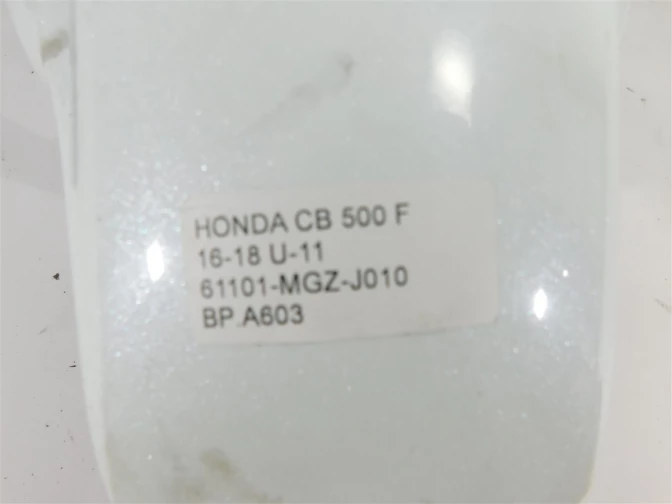 HONDA CB 500 F
16-18 U-11
61101-MGZ-J010
BP.A603